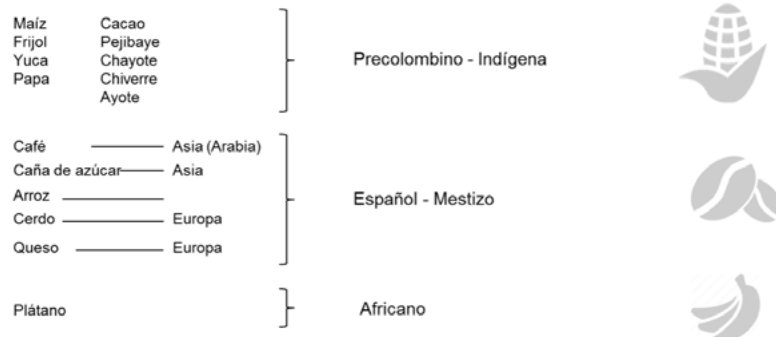 Maíz Cacao
Frijol Pejibaye
Yuca Chayote
Papa Chiverre
Ayote
Precolombino - Indígena
Café Asia (Arabia)
Caña de azúcar Asia
Arroz
Cerdo Europa
Queso Europa
Español - Mestizo
Plátano
Africano